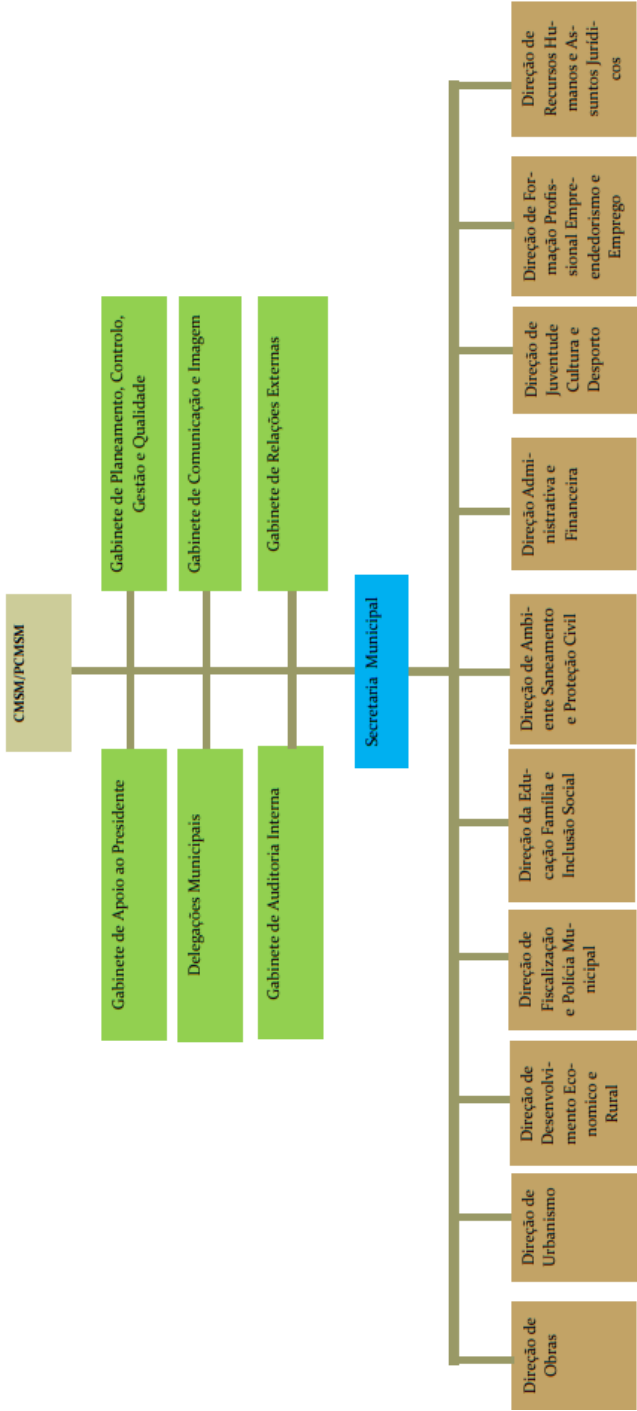 CMSM/PCMSM
Gabinete de Apoio ao Presidente
Gabinete de Planeamento, Controlo,
Gestão e Qualidade
Delegações Municipais
Gabinete de Comunicação e Imagem
Gabinete de Auditoria Interna
Gabinete de Relações Externas
Secretaria Municipal
Direção de
Obras
Direção de
Urbanismo
Direção de
Desenvolvi-
mento Eco-
nomico e
Rural
Direção de
Fiscalização
e Polícia Mu-
nicipal
Direção da Edu-
cação Família e
Inclusão Social
Direção de Ambi-
ente Saneamento
e Proteção Civil
Direção Admi-
nistrativa e
Financeira
Direção de
Juventude
Cultura e
Desporto
Direção de For-
mação Profis-
sional Empre-
endedorismo e
Emprego
Direção de
Recursos Hu-
manos e As-
suntos Jurídi-
cos